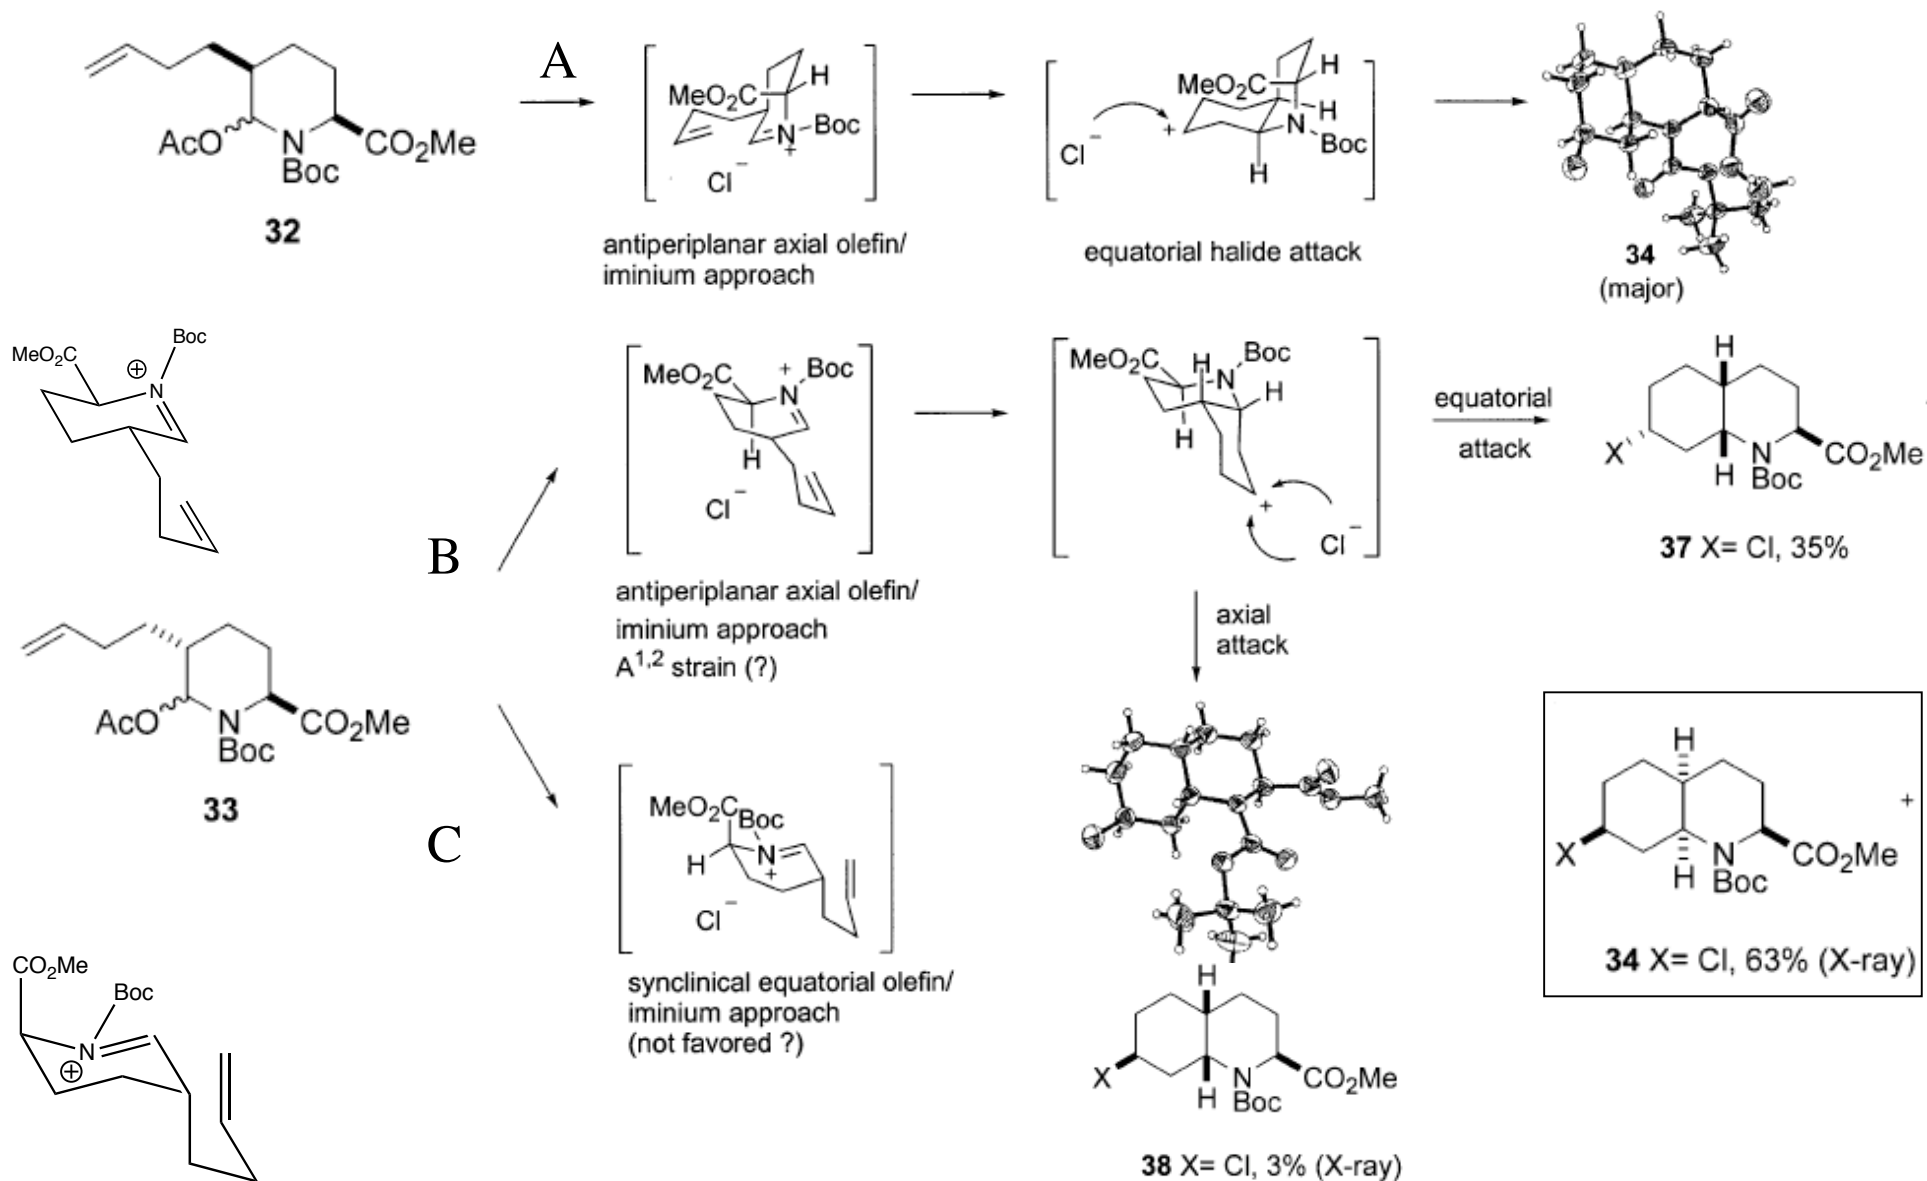 A
AcO
N
Boc
CO₂Me
32
MeO₂C
H
N
+
Boc
Cl⁻
antiperiplanar axial olefin/
iminium approach
MeO₂C
H
H
N
Boc
H
+
Cl⁻
equatorial halide attack
34
(major)
MeO₂C
⊕
N
Boc
B
MeO₂C
+
N
Boc
H
Cl⁻
antiperiplanar axial olefin/
iminium approach
A1,2 strain (?)
MeO₂C
H
N
Boc
H
H
+
Cl⁻
equatorial
attack
H
X
H
N
Boc
CO₂Me
37 X= Cl, 35%
axial
attack
AcO
N
Boc
CO₂Me
33
C
MeO₂C
Boc
H
N
+
Cl⁻
synclinical equatorial olefin/
iminium approach
(not favored ?)
H
X
H
N
Boc
CO₂Me
38 X= Cl, 3% (X-ray)
H
X
H
N
Boc
CO₂Me
+
34 X= Cl, 63% (X-ray)
CO₂Me
Boc
N
⊕